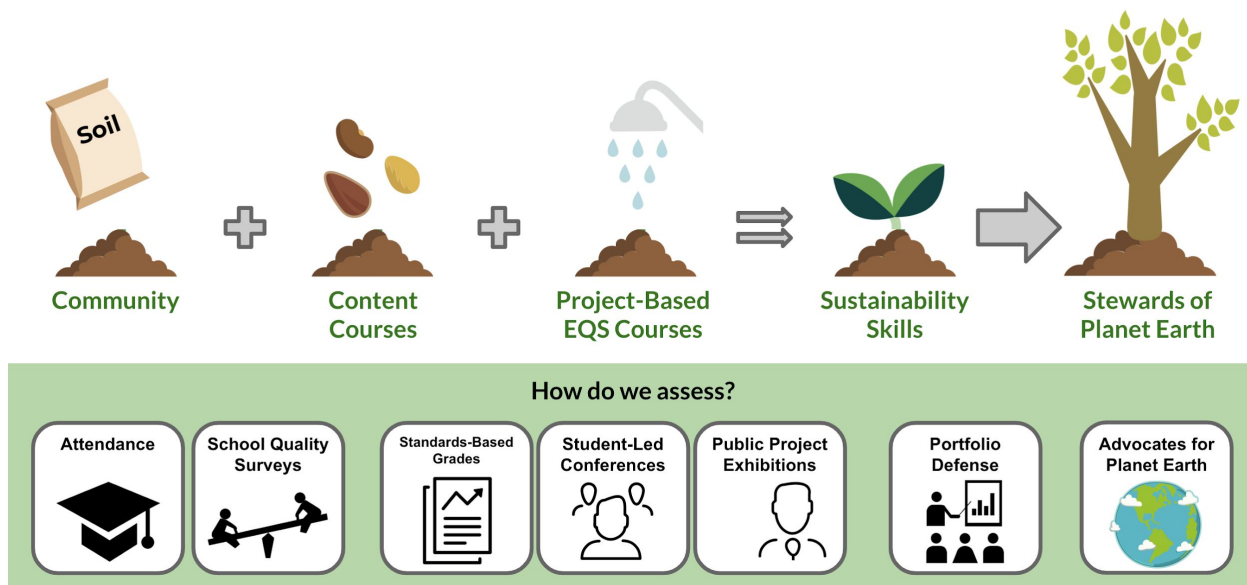 Soil
Community
Content
Courses
Project-Based
EQS Courses
Sustainability
Skills
Stewards of
Planet Earth
How do we assess?
Attendance
School Quality
Surveys
Standards-Based
Grades
Student-Led
Conferences
Public Project
Exhibitions
Portfolio
Defense
Advocates for
Planet Earth